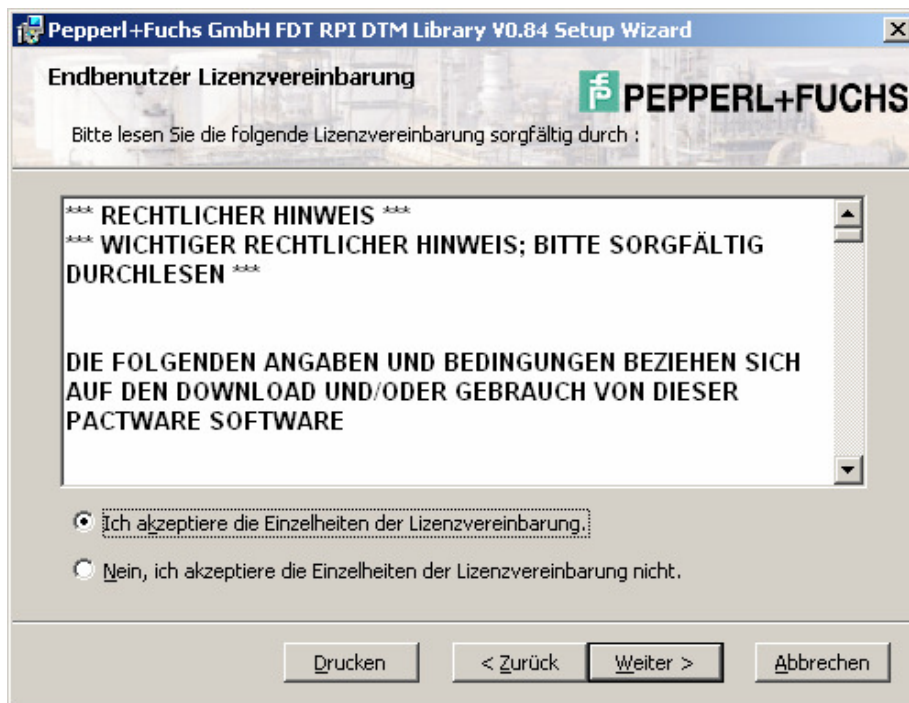 Pepperl+Fuchs GmbH FDT RPI DTM Library V0.84 Setup Wizard
Endbenutzer Lizenzvereinbarung
PEPPERL+FUCHS
Bitte lesen Sie die folgende Lizenzvereinbarung sorgfältig durch :
*** RECHTLICHER HINWEIS ***
*** WICHTIGER RECHTLICHER HINWEIS; BITTE SORGFÄLTIG
DURCHLESEN ***
DIE FOLGENDEN ANGABEN UND BEDINGUNGEN BEZIEHEN SICH
AUF DEN DOWNLOAD UND/ODER GEBRAUCH VON DIESER
PACTWARE SOFTWARE
Ich akzeptiere die Einzelheiten der Lizenzvereinbarung.
Nein, ich akzeptiere die Einzelheiten der Lizenzvereinbarung nicht.
Drucken
< Zurück
Weiter >
Abbrechen